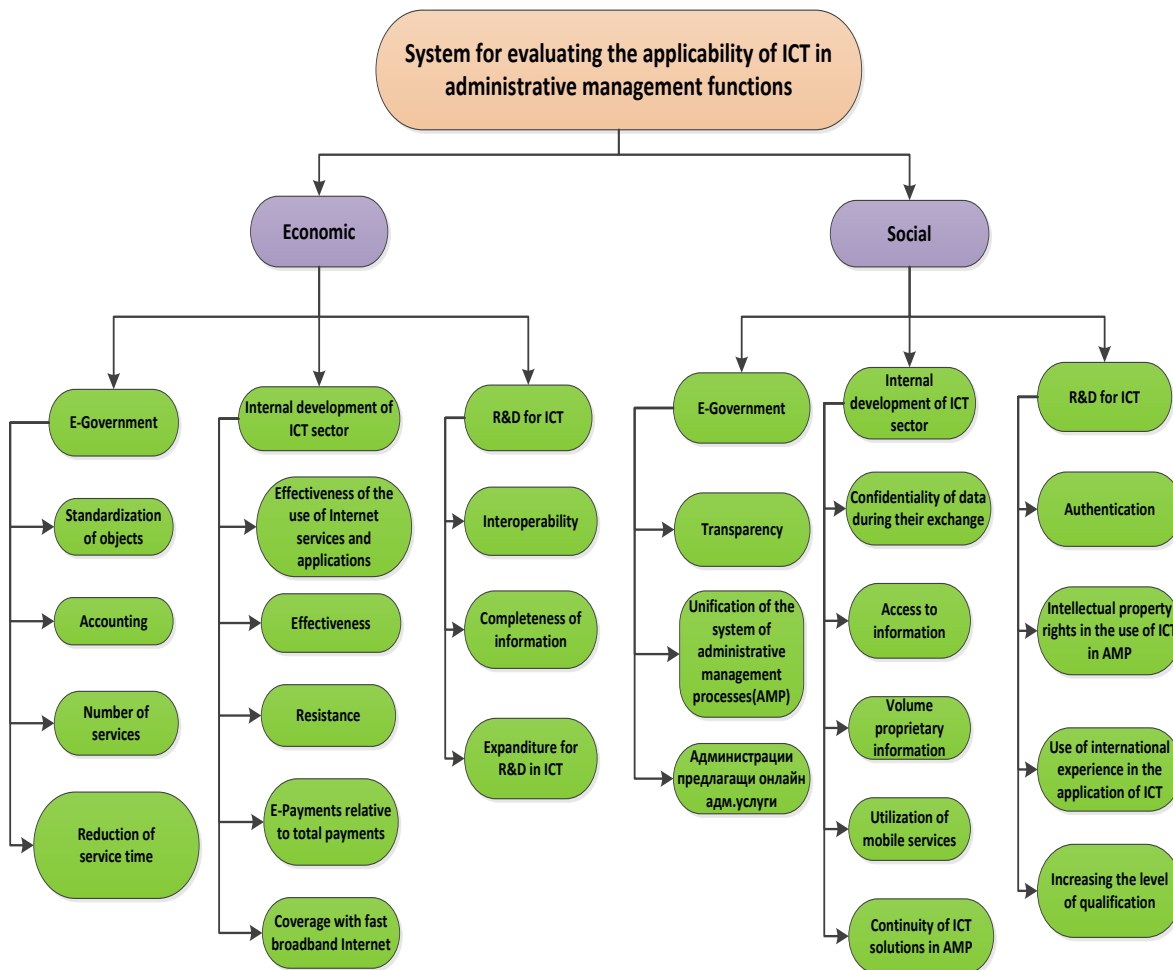 System for evaluating the applicability of ICT in
administrative management functions
Economic
Social
E-Government
Internal development of
ICT sector
R&D for ICT
E-Government
Internal
development of ICT
sector
R&D for ICT
Standardization
of objects
Accounting
Number of
services
Reduction of
service time
Effectiveness of the
use of Internet
services and
applications
Effectiveness
Resistance
E-Payments relative
to total payments
Coverage with fast
broadband Internet
Interoperability
Completeness of
information
Expanditure for
R&D in ICT
Transparency
Unification of the
system of
administrative
management
processes(AMP)
Администрации
предлагащи онлайн
адм.услуги
Confidentiality of data
during their exchange
Access to
information
Volume
proprietary
information
Utilization of
mobile services
Continuity of ICT
solutions in AMP
Authentication
Intellectual property
rights in the use of ICT
in AMP
Use of international
experience in the
application of ICT
Increasing the level
of qualification